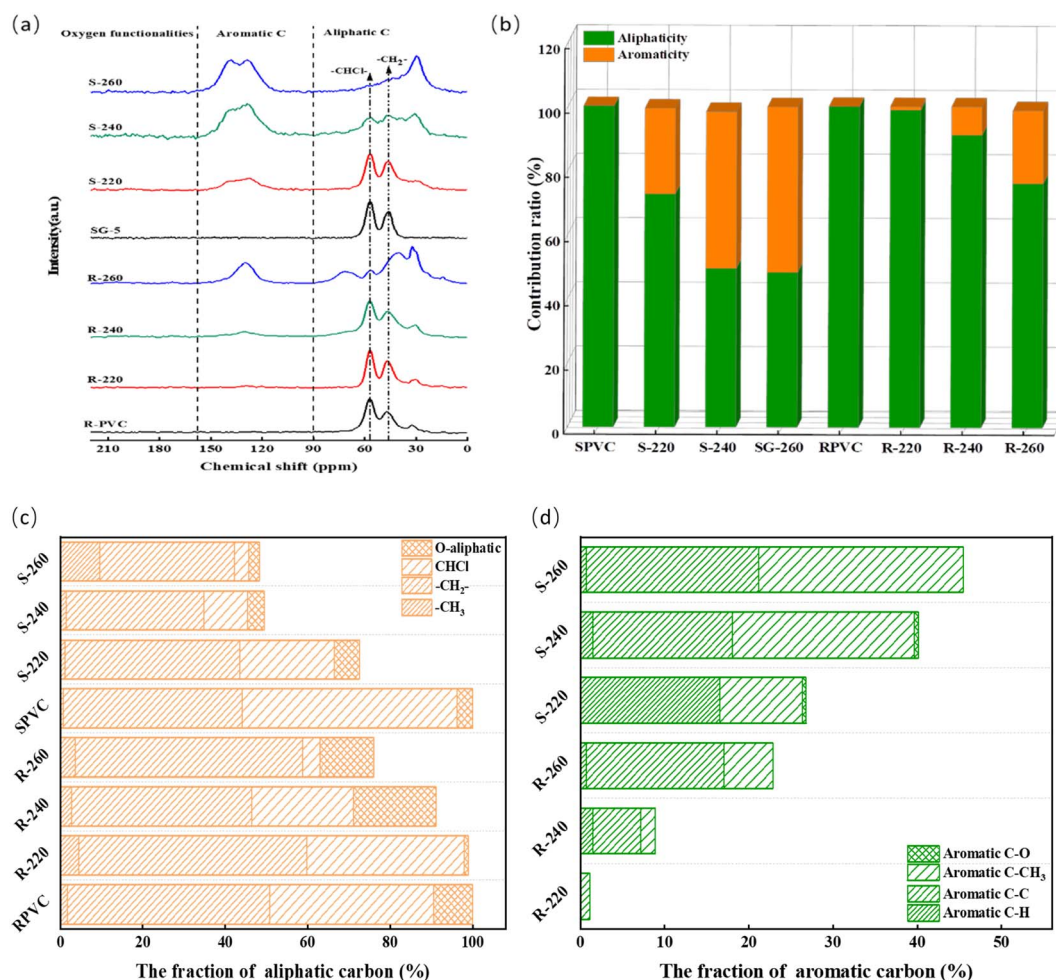 (a)
Oxygen functionalities
Aromatic C
Aliphatic C
-CHCl-
-CH2-
S-260
S-240
S-220
SG-5
R-260
R-240
R-220
R-PVC
Intensity(a.u.)
210 180 150 120 90 60 30 0
Chemical shift (ppm)
(b)
Aliphaticity
Aromaticity
120
100
80
60
40
20
0
Contribution ratio (%)
SPVC S-220 S-240 SG-260 RPVC R-220 R-240 R-260
(c)
O-aliphatic
CHCl
-CH2-
-CH3
S-260
S-240
S-220
SPVC
R-260
R-240
R-220
RPVC
0 20 40 60 80 100
The fraction of aliphatic carbon (%)
(d)
S-260
S-240
S-220
R-260
R-240
R-220
Aromatic C-O
Aromatic C-CH3
Aromatic C-C
Aromatic C-H
0 10 20 30 40 50
The fraction of aromatic carbon (%)